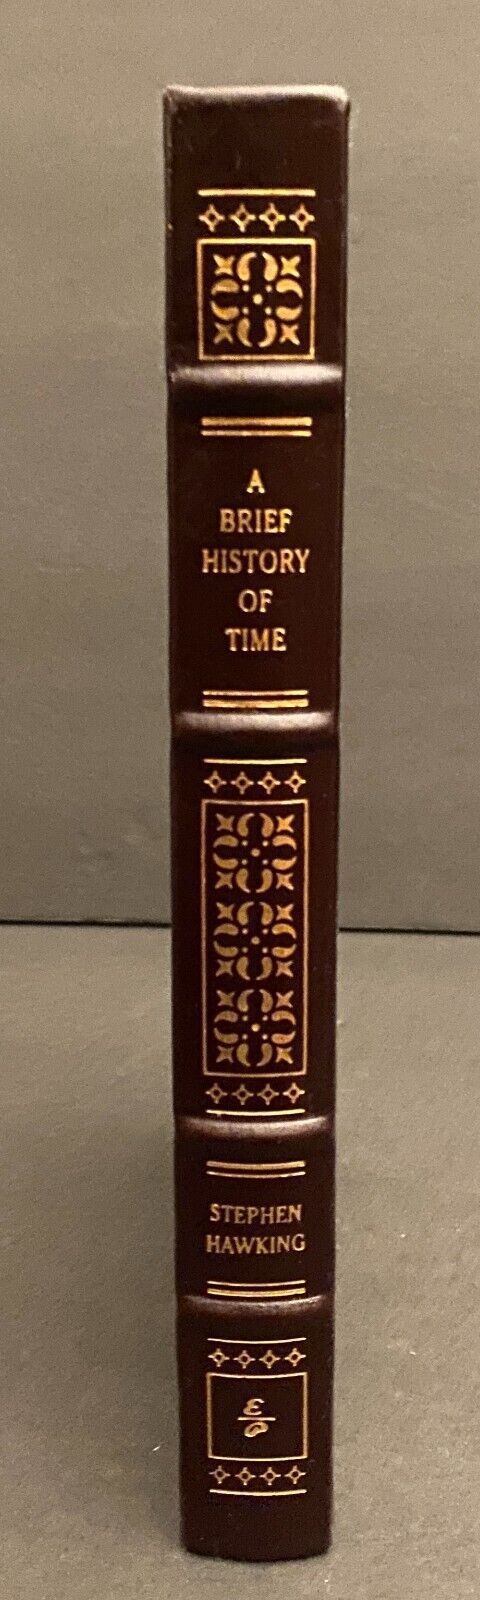 A
BRIEF
HISTORY
OF
TIME
STEPHEN
HAWKING
E
P